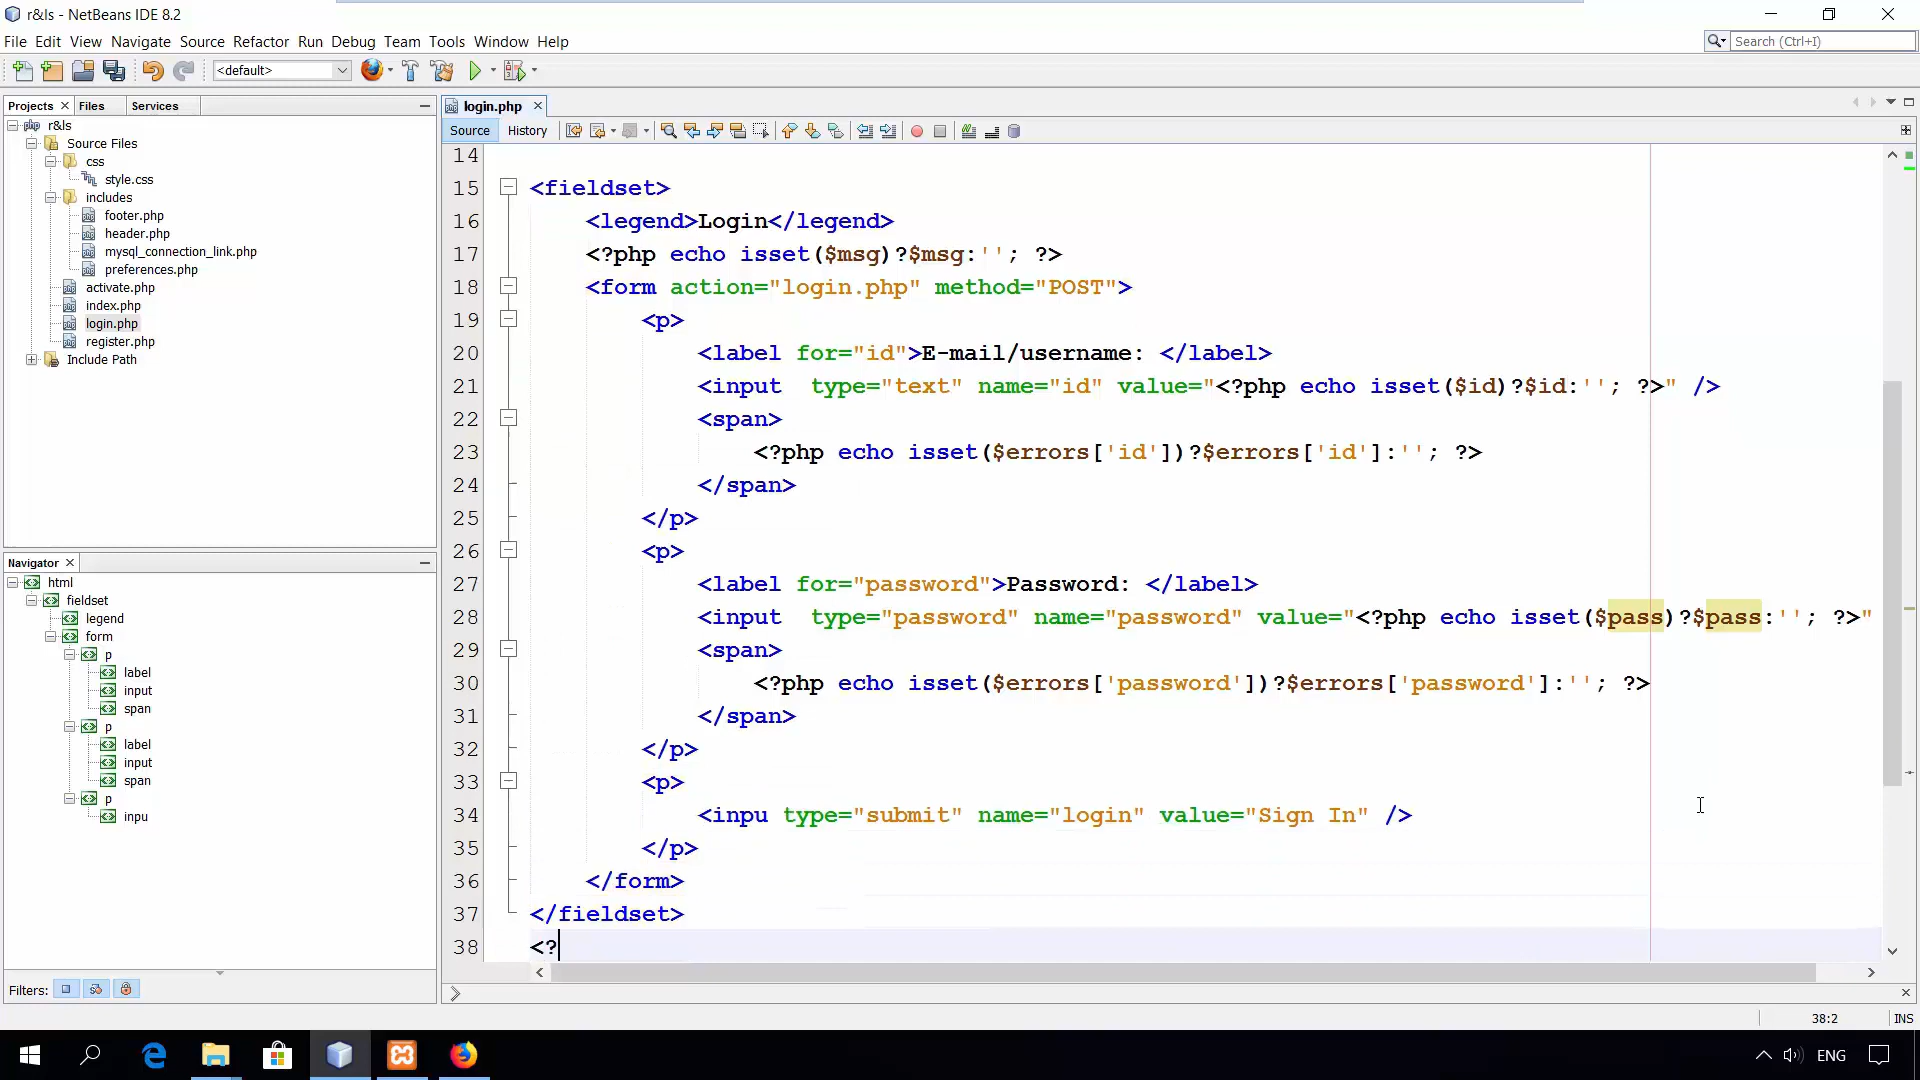 r&ls - NetBeans IDE 8.2
File Edit View Navigate Source Refactor Run Debug Team Tools Window Help
Search (Ctrl+I)
<default>
Projects Files Services
r&ls
Source Files
css
style.css
includes
footer.php
header.php
mysql_connection_link.php
preferences.php
activate.php
index.php
login.php
register.php
Include Path
Navigator
html
fieldset
legend
form
p
label
input
span
p
label
input
span
p
inpu
Filters:
login.php
Source History
14
15 <fieldset>
16 <legend>Login</legend>
17 <?php echo isset($msg)?$msg:''; ?>
18 <form action="login.php" method="POST">
19 <p>
20 <label for="id">E-mail/username: </label>
21 <input  type="text" name="id" value="<?php echo isset($id)?$id:''; ?>" />
22 <span>
23 <?php echo isset($errors['id'])?$errors['id']:''; ?>
24 </span>
25 </p>
26 <p>
27 <label for="password">Password: </label>
28 <input  type="password" name="password" value="<?php echo isset($pass)?$pass:''; ?>"
29 <span>
30 <?php echo isset($errors['password'])?$errors['password']:''; ?>
31 </span>
32 </p>
33 <p>
34 <inpu type="submit" name="login" value="Sign In" />
35 </p>
36 </form>
37 </fieldset>
38 <?
38:2 INS
ENG